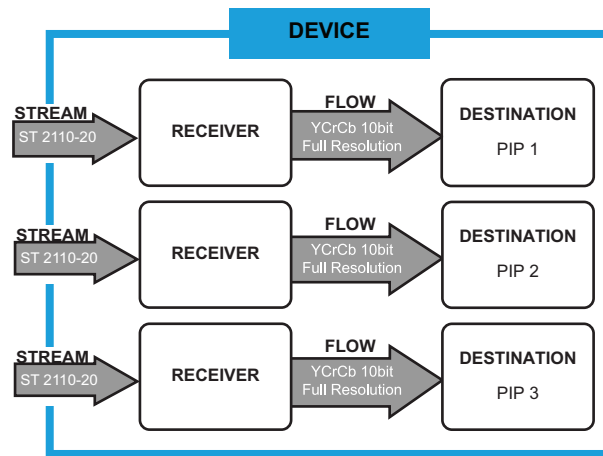 DEVICE
STREAM
ST 2110-20
RECEIVER
FLOW
YCrCb 10bit
Full Resolution
DESTINATION
PIP 1
STREAM
ST 2110-20
RECEIVER
FLOW
YCrCb 10bit
Full Resolution
DESTINATION
PIP 2
STREAM
ST 2110-20
RECEIVER
FLOW
YCrCb 10bit
Full Resolution
DESTINATION
PIP 3